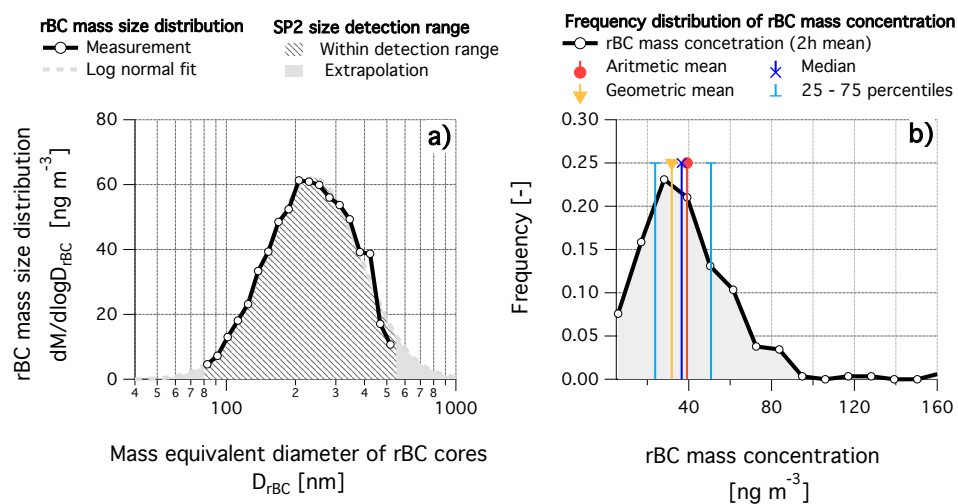 rBC mass size distribution
Measurement
Log normal fit
SP2 size detection range
Within detection range
Extrapolation
a)
80
60
40
20
0
4 5 6 7 8 100 2 3 4 5 6 7 8 1000
rBC mass size distribution
dM/dlogD_rBC [ng m⁻³]
Mass equivalent diameter of rBC cores
D_rBC [nm]
Frequency distribution of rBC mass concentration
rBC mass concetration (2h mean)
Aritmetic mean
Median
Geometric mean
25 - 75 percentiles
b)
0.30
0.25
0.20
0.15
0.10
0.05
0.00
40 80 120 160
Frequency [-]
rBC mass concentration
[ng m⁻³]